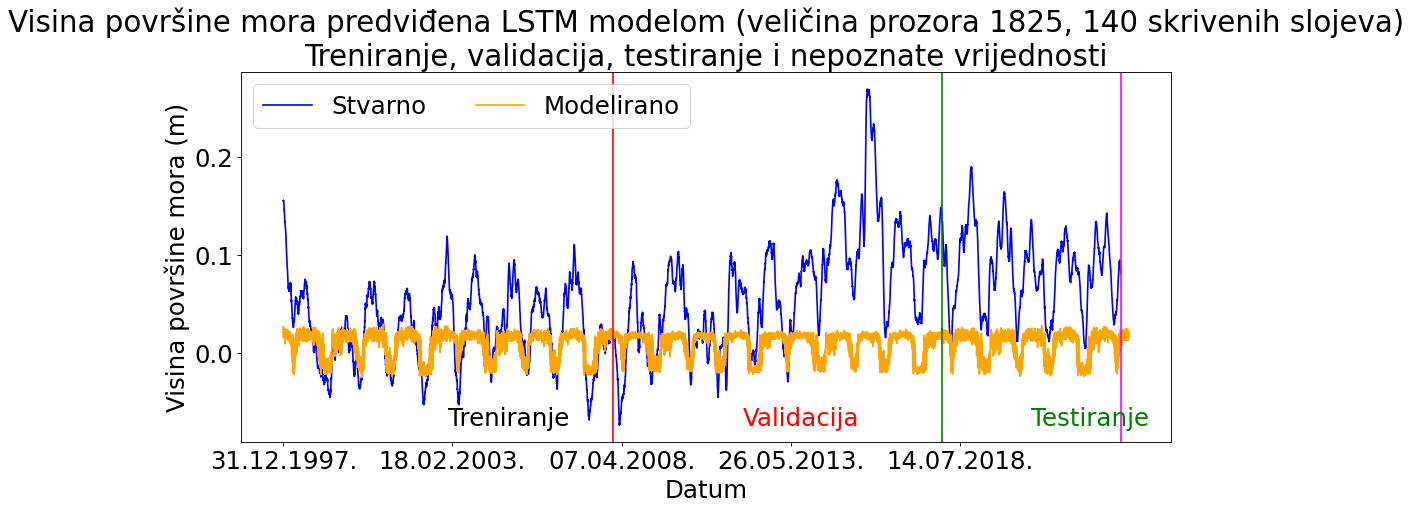 Visina površine mora predviđena LSTM modelom (veličina prozora 1825, 140 skrivenih slojeva)
Treniranje, validacija, testiranje i nepoznate vrijednosti
Stvarno Modelirano
Visina površine mora (m)
0.2
0.1
0.0
Treniranje Validacija Testiranje
31.12.1997. 18.02.2003. 07.04.2008. 26.05.2013. 14.07.2018.
Datum